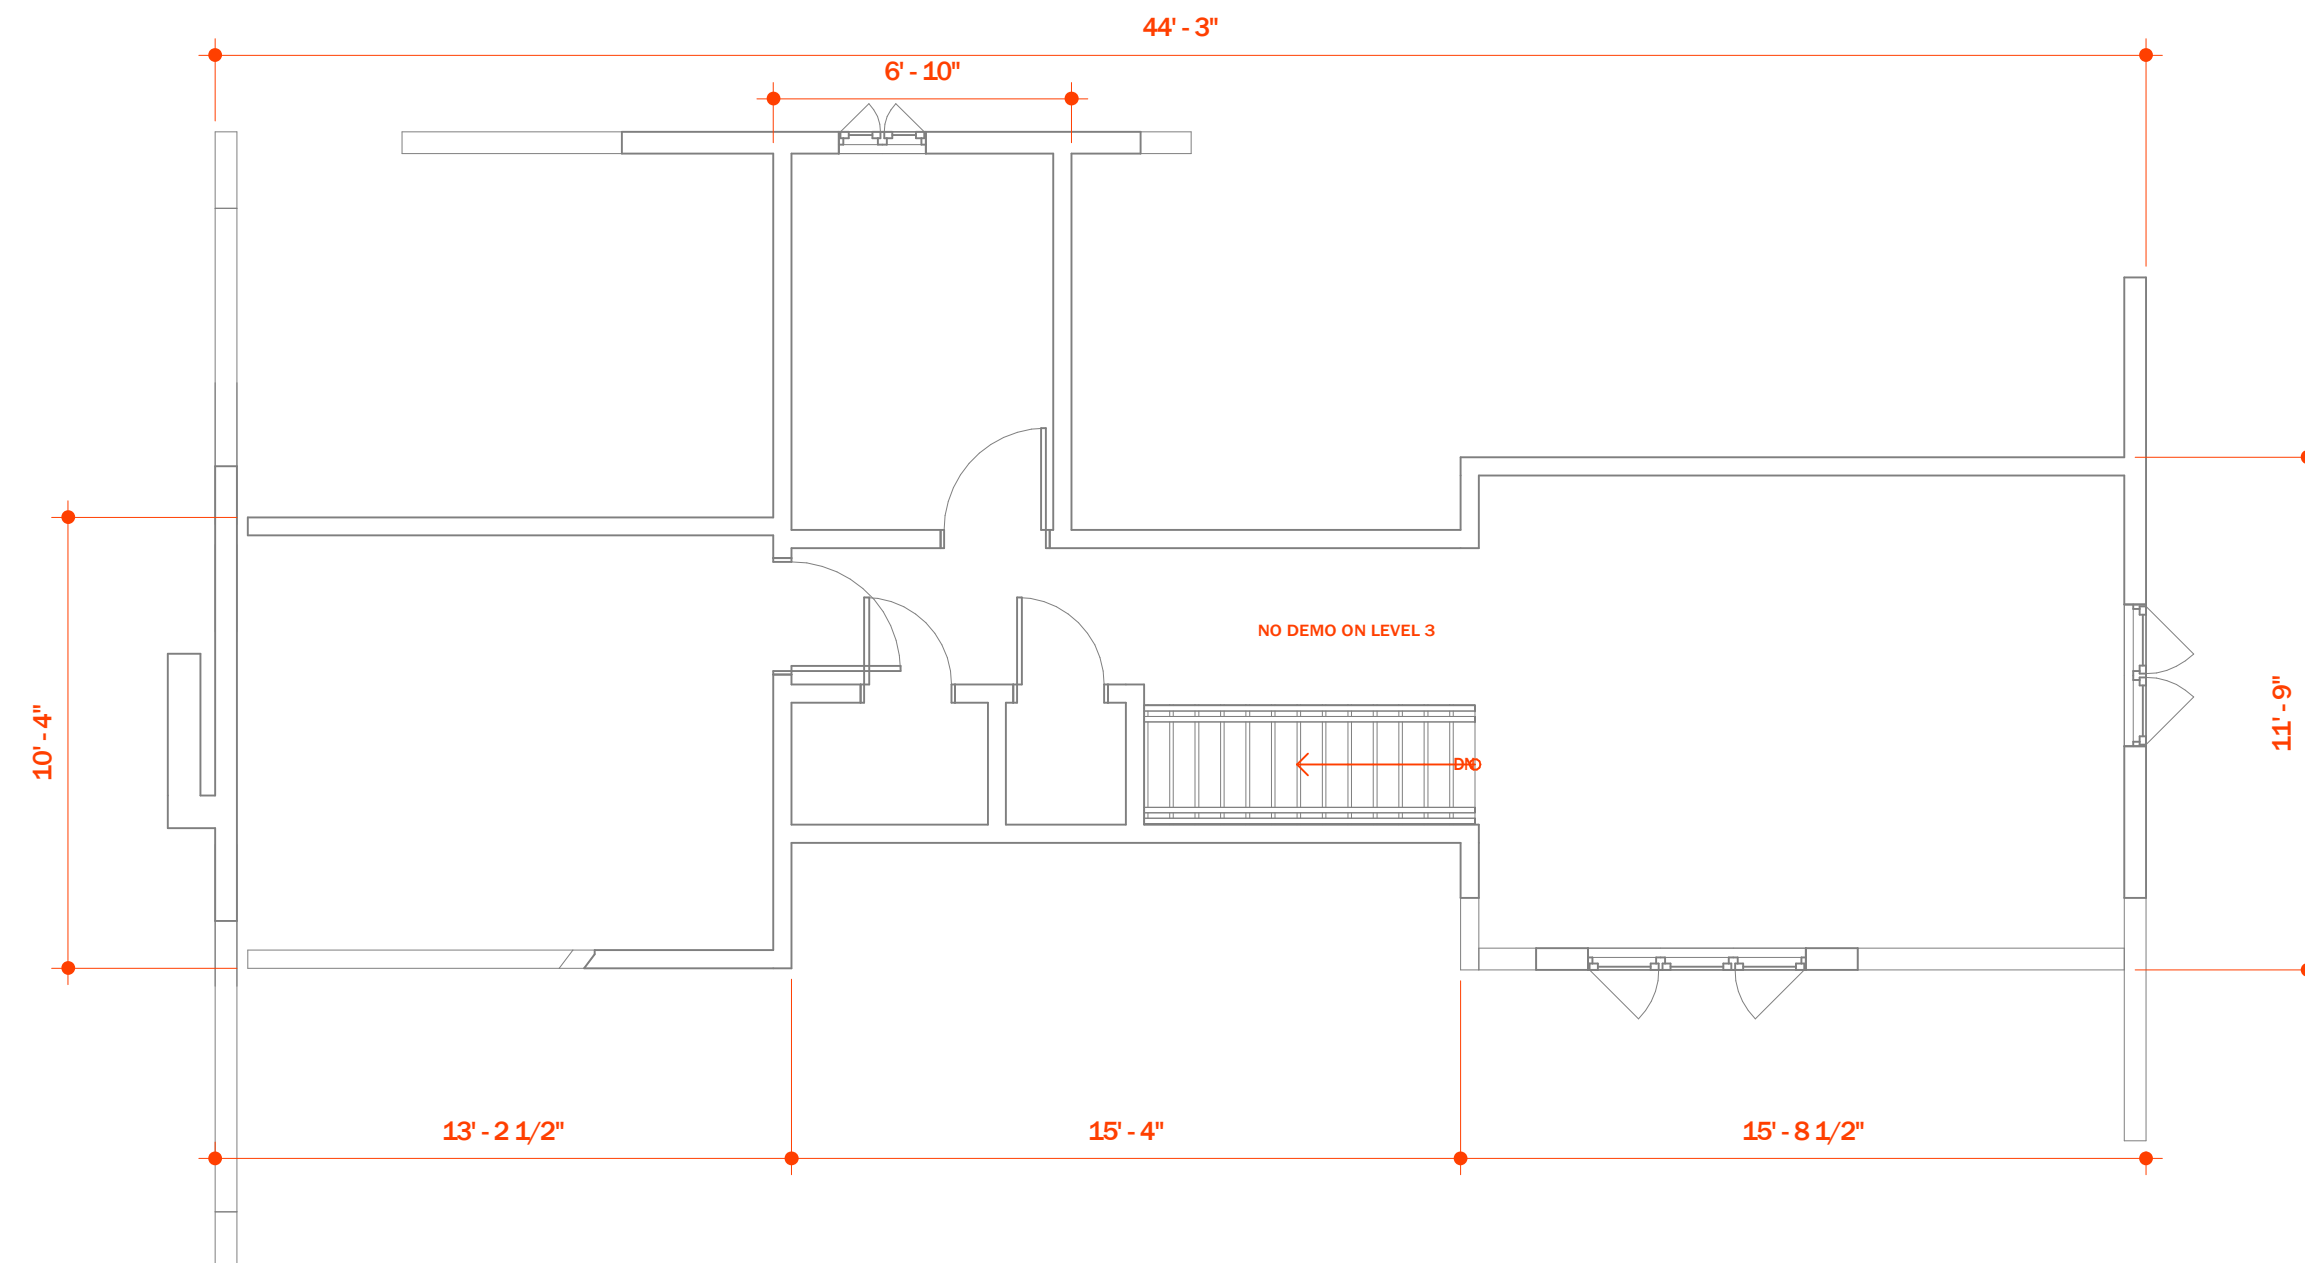 44' - 3"
6' - 10"
NO DEMO ON LEVEL 3
10' - 4"
11' - 9"
DN
13' - 2 1/2"
15' - 4"
15' - 8 1/2"